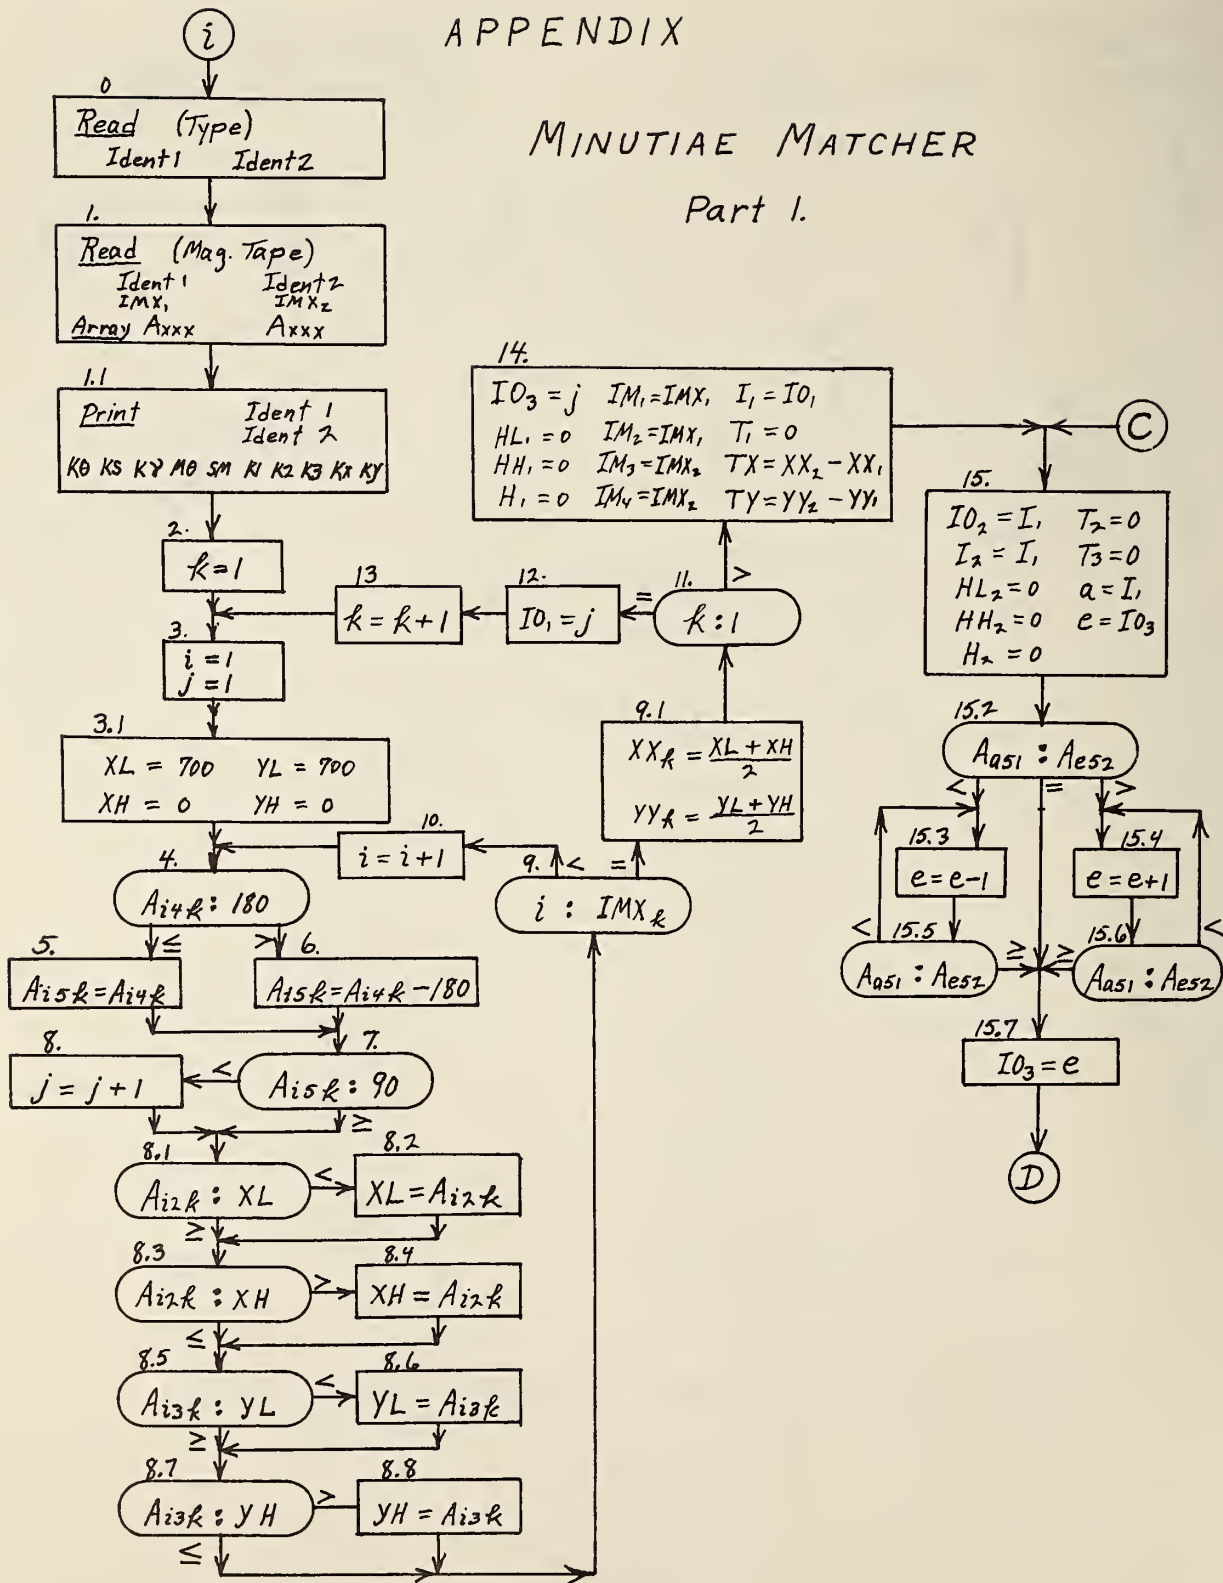 APPENDIX
MINUTIAE MATCHER
Part 1.
i
0
Read (Type)
Ident1 Ident2
1.
Read (Mag. Tape)
Ident1 Ident2
IMX₁ IMX₂
Array Axxx Axxx
1.1
Print Ident 1
Ident 2
Kθ KS Kγ Mθ SM K1 K2 K3 KX KY
2.
k=1
3.
i=1
j=1
3.1
XL = 700 YL = 700
XH = 0 YH = 0
4.
Ai4k : 180
≤ >
5.
Ai5k = Ai4k
6.
Ai5k = Ai4k - 180
7.
Ai5k : 90
< ≥
8.
j = j + 1
8.1
Ai2k : XL
< ≥
8.2
XL = Ai2k
8.3
Ai2k : XH
> ≤
8.4
XH = Ai2k
8.5
Ai3k : YL
< ≥
8.6
YL = Ai3k
8.7
Ai3k : YH
> ≤
8.8
YH = Ai3k
9.
i : IMXk
< =
10.
i = i + 1
9.1
XXk = XL + XH / 2
YYk = YL + YH / 2
11.
k : 1
= >
12.
IO₁ = j
13
k = k + 1
14.
IO₃ = j IM₁ = IMX₁ I₁ = IO₁
HL₁ = 0 IM₂ = IMX₁ T₁ = 0
HH₁ = 0 IM₃ = IMX₂ TX = XX₂ - XX₁
H₁ = 0 IM₄ = IMX₂ TY = YY₂ - YY₁
C
15.
IO₂ = I₁ T₂ = 0
I₂ = I₁ T₃ = 0
HL₂ = 0 a = I₁
HH₂ = 0 e = IO₃
H₂ = 0
15.2
Aa51 : Ae52
< = >
15.3
e = e - 1
15.4
e = e + 1
15.5
Aa51 : Ae52
< ≥
15.6
Aa51 : Ae52
≥ <
15.7
IO₃ = e
D